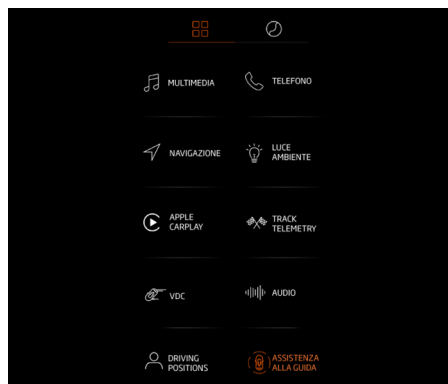 MULTIMEDIA
TELEFONO
NAVIGAZIONE
LUCE
AMBIENTE
APPLE
CARPLAY
TRACK
TELEMETRY
VDC
AUDIO
DRIVING
POSITIONS
ASSISTENZA
ALLA GUIDA